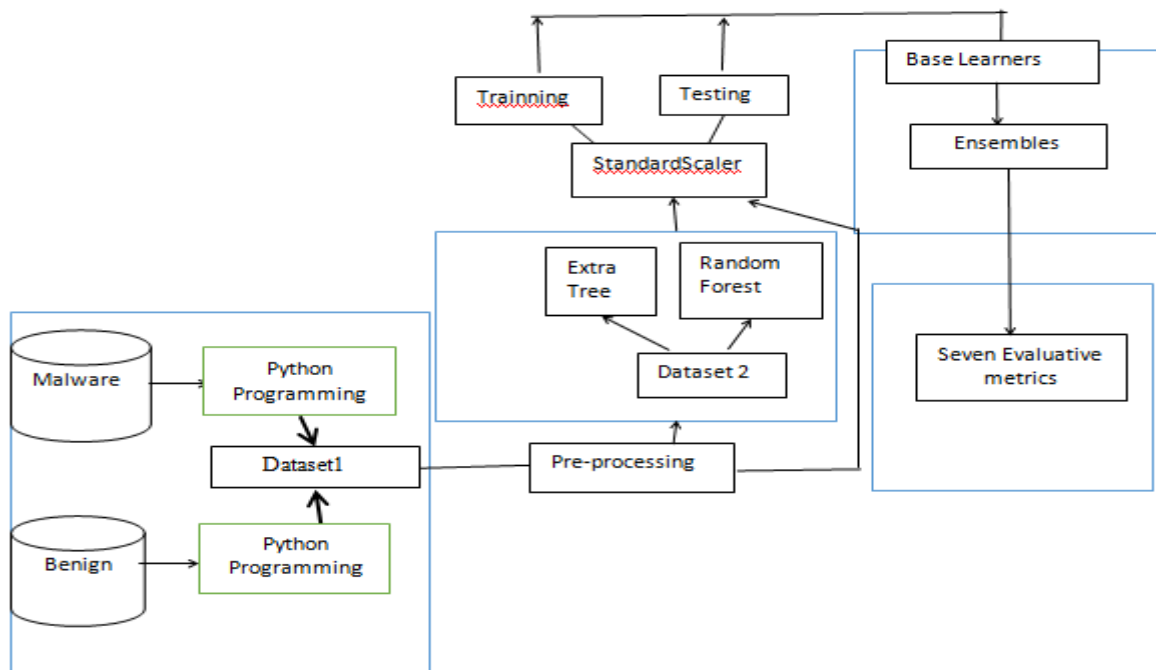 Base Learners
Trainning
Testing
Ensembles
StandardScaler
Extra
Tree
Random
Forest
Malware
Python
Programming
Dataset 2
Seven Evaluative
metrics
Dataset1
Pre-processing
Benign
Python
Programming